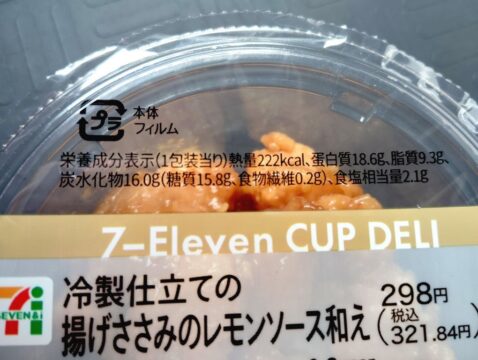 プラ
本体
フィルム
栄養成分表示(1包装当り)熱量222kcal、蛋白質18.6g、脂質9.3g、
炭水化物16.0g(糖質15.8g、食物繊維0.2g)、食塩相当量2.1g
7-Eleven CUP DELI
冷製仕立ての
揚げささみのレモンソース和え
298円
(税込
321.84円)
7
SEVEN&i